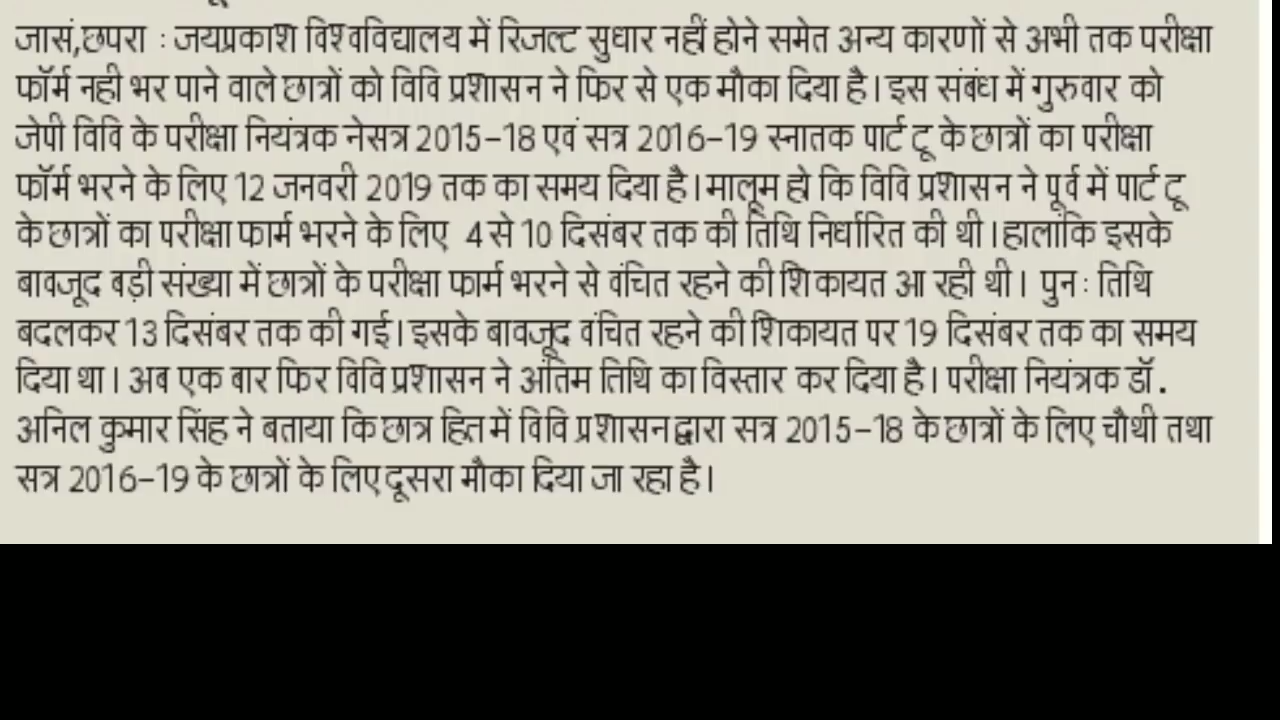 जासं,छपरा : जयप्रकाश विश्वविद्यालय में रिजल्ट सुधार नहीं होने समेत अन्य कारणों से अभी तक परीक्षा
फॉर्म नही भर पाने वाले छात्रों को विवि प्रशासन ने फिर से एक मौका दिया है। इस संबंध में गुरुवार को
जेपी विवि के परीक्षा नियंत्रक नेसत्र 2015-18 एवं सत्र 2016-19 स्नातक पार्ट टू के छात्रों का परीक्षा
फॉर्म भरने के लिए 12 जनवरी 2019 तक का समय दिया है। मालूम हो कि विवि प्रशासन ने पूर्व में पार्ट टू
के छात्रों का परीक्षा फार्म भरने के लिए 4 से 10 दिसंबर तक की तिथि निर्धारित की थी। हालांकि इसके
बावजूद बड़ी संख्या में छात्रों के परीक्षा फार्म भरने से वंचित रहने की शिकायत आ रही थी। पुन: तिथि
बदलकर 13 दिसंबर तक की गई। इसके बावजूद वंचित रहने की शिकायत पर 19 दिसंबर तक का समय
दिया था। अब एक बार फिर विवि प्रशासन ने अंतिम तिथि का विस्तार कर दिया है। परीक्षा नियंत्रक डॉ.
अनिल कुमार सिंह ने बताया कि छात्र हित में विवि प्रशासन द्वारा सत्र 2015-18 के छात्रों के लिए चौथी तथा
सत्र 2016-19 के छात्रों के लिए दूसरा मौका दिया जा रहा है।